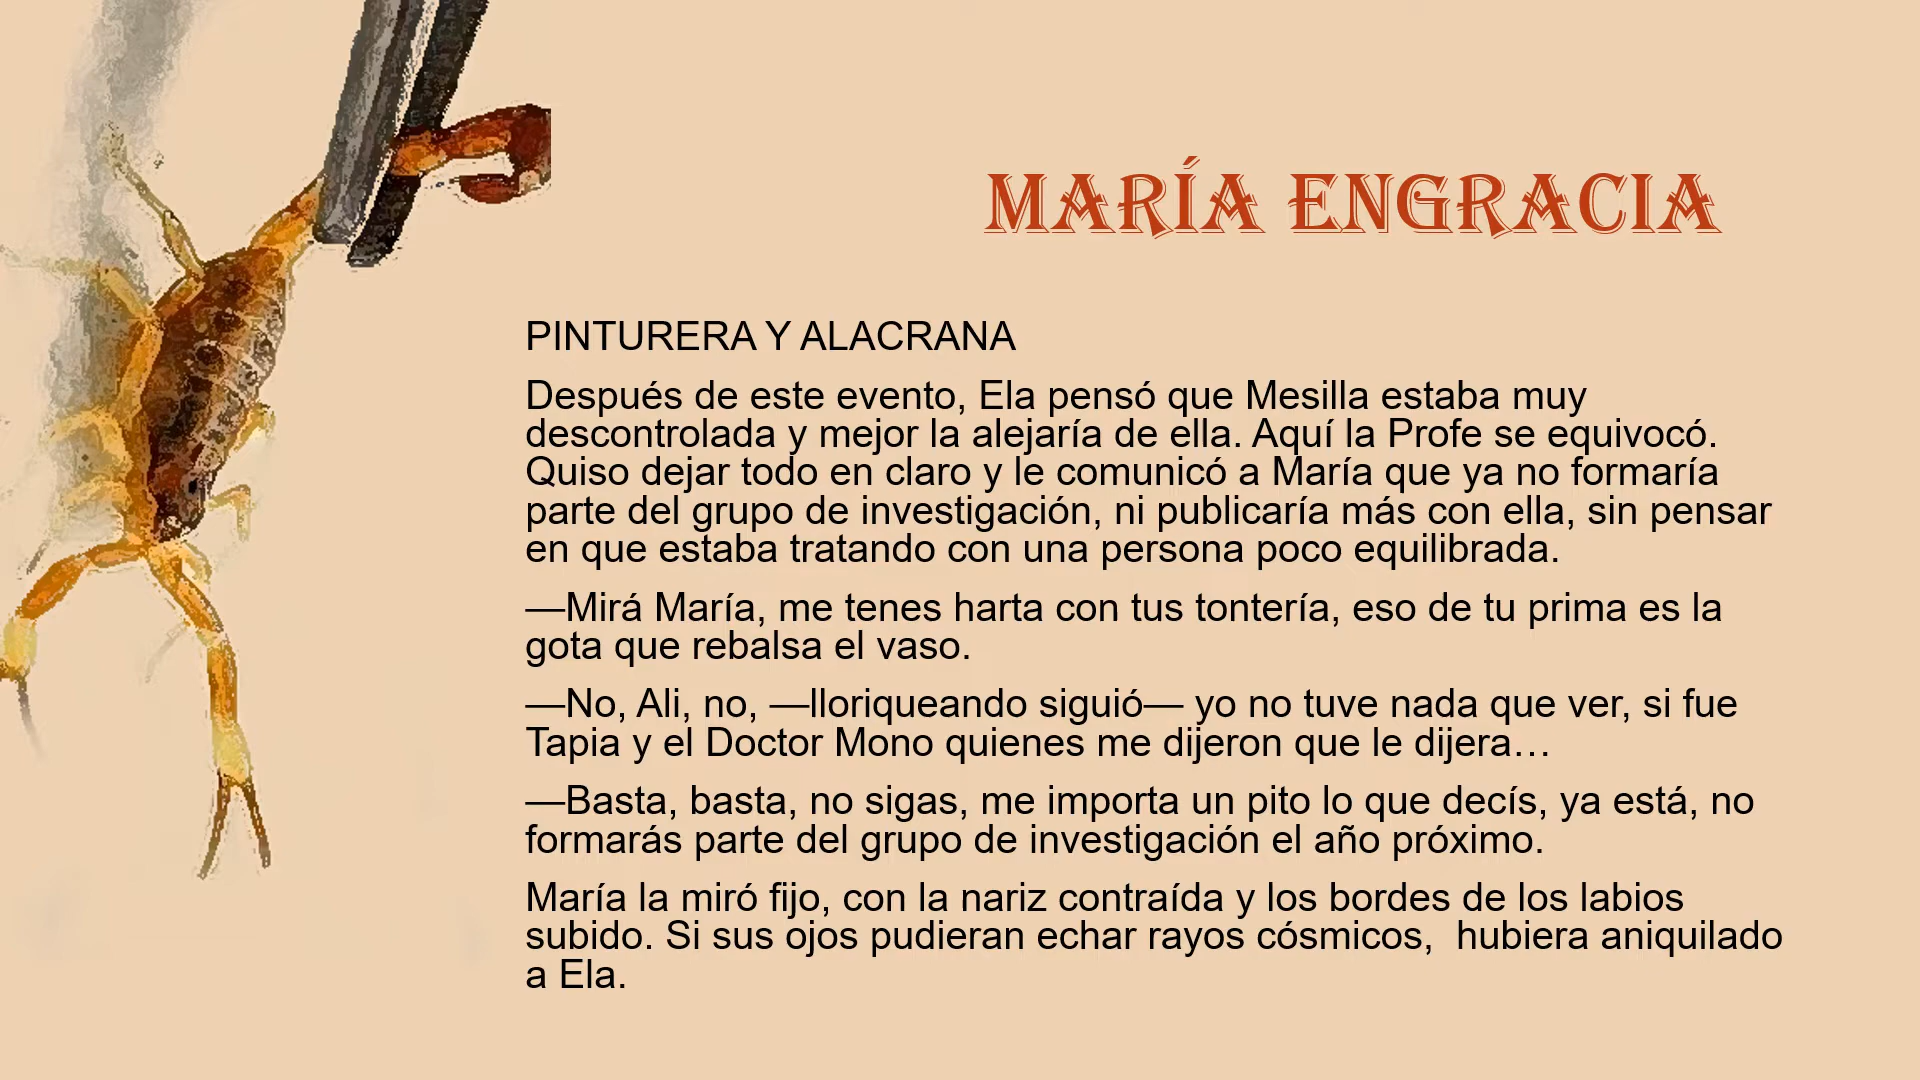 MARÍA ENGRACIA
PINTURERA Y ALACRANA
Después de este evento, Ela pensó que Mesilla estaba muy
descontrolada y mejor la alejaría de ella. Aquí la Profe se equivocó.
Quiso dejar todo en claro y le comunicó a María que ya no formaría
parte del grupo de investigación, ni publicaría más con ella, sin pensar
en que estaba tratando con una persona poco equilibrada.
—Mirá María, me tenes harta con tus tontería, eso de tu prima es la
gota que rebalsa el vaso.
—No, Ali, no, —lloriqueando siguió— yo no tuve nada que ver, si fue
Tapia y el Doctor Mono quienes me dijeron que le dijera…
—Basta, basta, no sigas, me importa un pito lo que decís, ya está, no
formarás parte del grupo de investigación el año próximo.
María la miró fijo, con la nariz contraída y los bordes de los labios
subido. Si sus ojos pudieran echar rayos cósmicos,  hubiera aniquilado
a Ela.